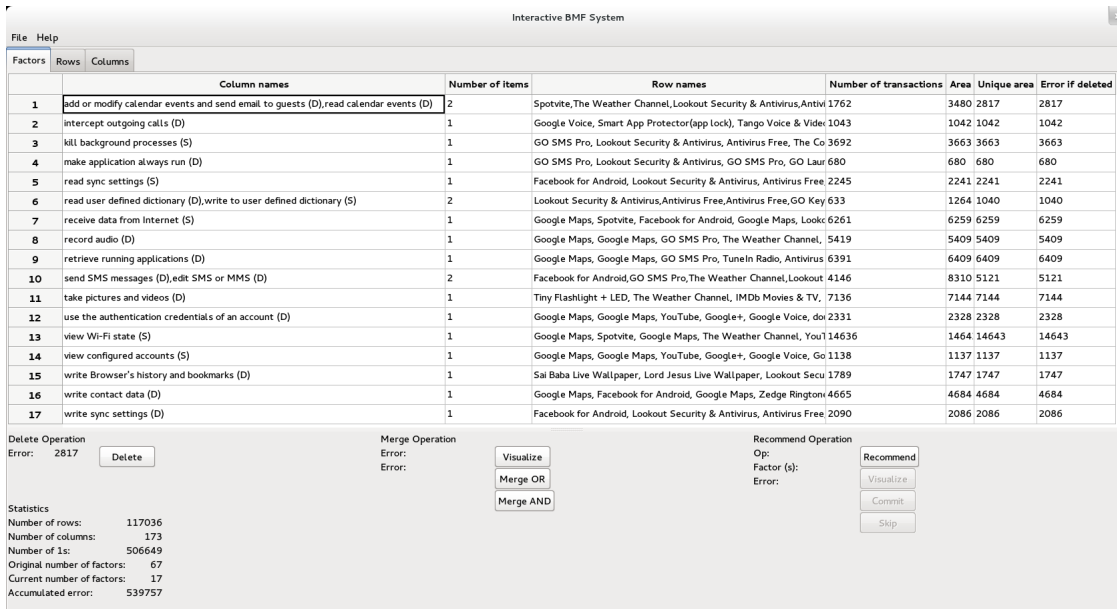 Interactive BMF System
File Help
Factors Rows Columns
Column names Number of items Row names Number of transactions Area Unique area Error if deleted
1 add or modify calendar events and send email to guests (D),read calendar events (D) 2 Spotvite,The Weather Channel,Lookout Security & Antivirus,Antivi 1762 3480 2817 2817
2 intercept outgoing calls (D) 1 Google Voice, Smart App Protector(app lock), Tango Voice & Vide 1043 1042 1042 1042
3 kill background processes (S) 1 GO SMS Pro, Lookout Security & Antivirus, Antivirus Free, The Co 3692 3663 3663 3663
4 make application always run (D) 1 GO SMS Pro, Lookout Security & Antivirus, GO SMS Pro, GO Laur 680 680 680 680
5 read sync settings (S) 1 Facebook for Android, Lookout Security & Antivirus, Antivirus Free, 2245 2241 2241 2241
6 read user defined dictionary (D),write to user defined dictionary (S) 2 Lookout Security & Antivirus,Antivirus Free,Antivirus Free,GO Key 633 1264 1040 1040
7 receive data from Internet (S) 1 Google Maps, Spotvite, Facebook for Android, Google Maps, Look 6261 6259 6259 6259
8 record audio (D) 1 Google Maps, Google Maps, GO SMS Pro, The Weather Channel, 5419 5409 5409 5409
9 retrieve running applications (D) 1 Google Maps, Google Maps, GO SMS Pro, TuneIn Radio, Antivirus 6391 6409 6409 6409
10 send SMS messages (D),edit SMS or MMS (D) 2 Facebook for Android,GO SMS Pro,The Weather Channel,Lookout 4146 8310 5121 5121
11 take pictures and videos (D) 1 Tiny Flashlight + LED, The Weather Channel, IMDb Movies & TV, 7136 7144 7144 7144
12 use the authentication credentials of an account (D) 1 Google Maps, Google Maps, YouTube, Google+, Google Voice, do 2331 2328 2328 2328
13 view Wi-Fi state (S) 1 Google Maps, Spotvite, Google Maps, The Weather Channel, You 14636 1464 14643 14643
14 view configured accounts (S) 1 Google Maps, Google Maps, YouTube, Google+, Google Voice, Go 1138 1137 1137 1137
15 write Browser's history and bookmarks (D) 1 Sai Baba Live Wallpaper, Lord Jesus Live Wallpaper, Lookout Secu 1789 1747 1747 1747
16 write contact data (D) 1 Google Maps, Facebook for Android, Google Maps, Zedge Rington 4665 4684 4684 4684
17 write sync settings (S) 1 Facebook for Android, Lookout Security & Antivirus, Antivirus Free, 2090 2086 2086 2086
Delete Operation Merge Operation Recommend Operation
Error: 2817 Delete Error: Visualize Op: Recommend
Error: Factor (s): Visualize
Merge OR Error:
Merge AND Commit
Skip
Statistics
Number of rows: 117036
Number of columns: 173
Number of 1s: 506649
Original number of factors: 67
Current number of factors: 17
Accumulated error: 539757